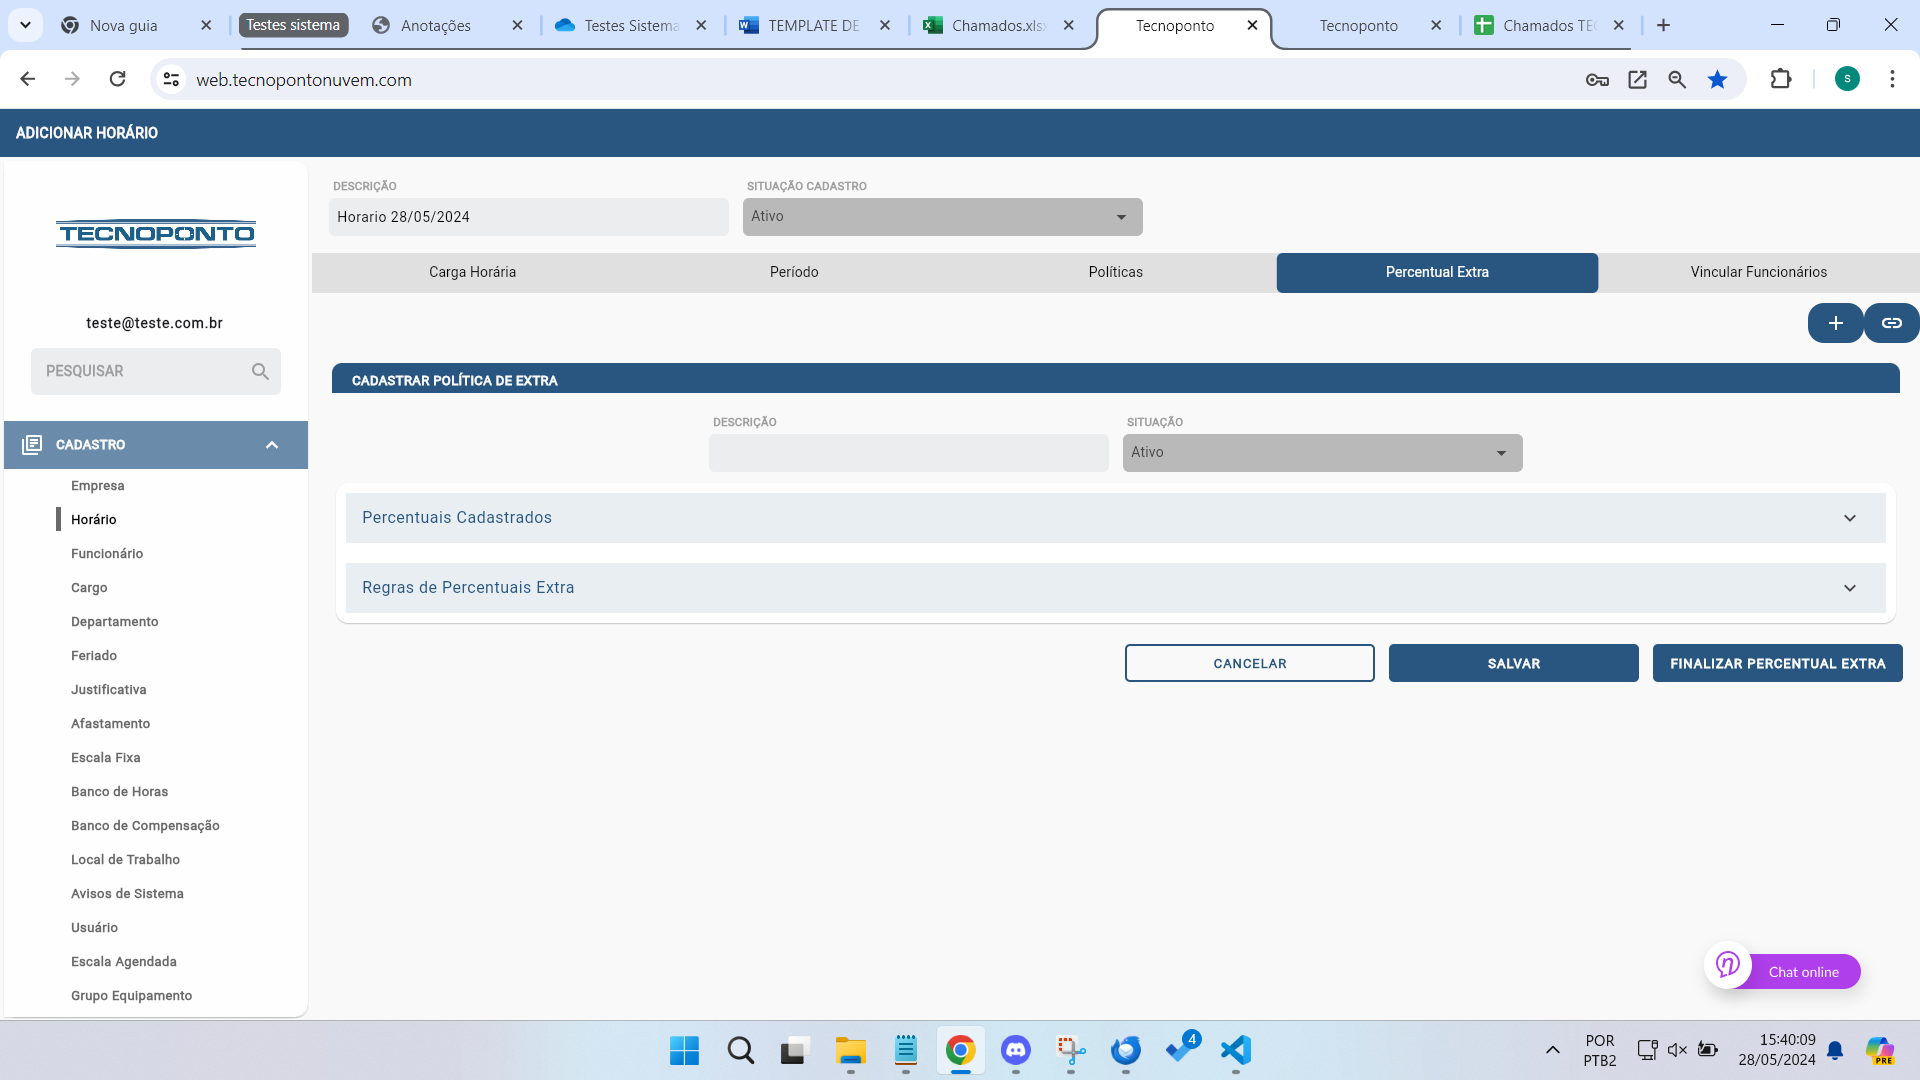 Nova guia
Testes sistema
Anotações
Testes Sistema
TEMPLATE DE
Chamados.xlsx
Tecnoponto
Tecnoponto
Chamados TEC
web.tecnopontonuvem.com
S
ADICIONAR HORÁRIO
TECNOPONTO
teste@teste.com.br
PESQUISAR
CADASTRO
Empresa
Horário
Funcionário
Cargo
Departamento
Feriado
Justificativa
Afastamento
Escala Fixa
Banco de Horas
Banco de Compensação
Local de Trabalho
Avisos de Sistema
Usuário
Escala Agendada
Grupo Equipamento
DESCRIÇÃO
SITUAÇÃO CADASTRO
Horario 28/05/2024
Ativo
Carga Horária
Período
Políticas
Percentual Extra
Vincular Funcionários
CADASTRAR POLÍTICA DE EXTRA
DESCRIÇÃO
SITUAÇÃO
Ativo
Percentuais Cadastrados
Regras de Percentuais Extra
CANCELAR
SALVAR
FINALIZAR PERCENTUAL EXTRA
Chat online
4
POR
PTB2
15:40:09
28/05/2024
PRE